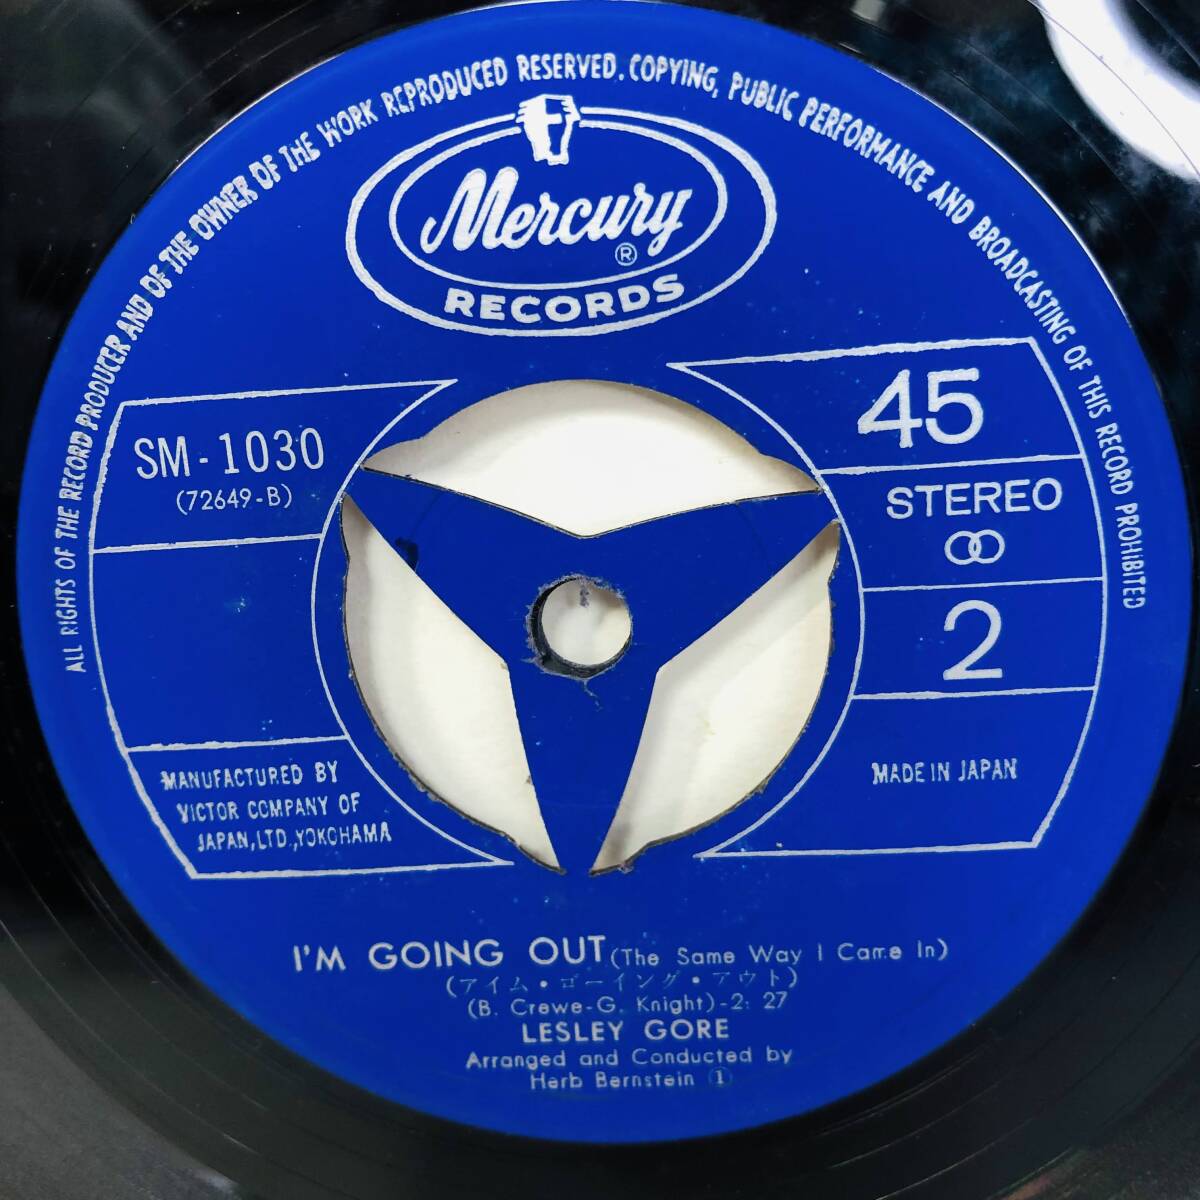 ALL RIGHTS OF THE RECORD PRODUCER AND OF THE OWNER OF THE WORK REPRODUCED RESERVED. COPYING, PUBLIC PERFORMANCE AND BROADCASTING OF THIS RECORD PROHIBITED
Mercury ®
RECORDS
SM-1030
(72649-B)
45
STEREO
2
MANUFACTURED BY
VICTOR COMPANY OF
JAPAN, LTD., YOKOHAMA
MADE IN JAPAN
I'M GOING OUT (The Same Way I Came In)
(アイム・ゴーイング・アウト)
(B. Crewe-G. Knight)-2: 27
LESLEY GORE
Arranged and Conducted by
Herb Bernstein ①